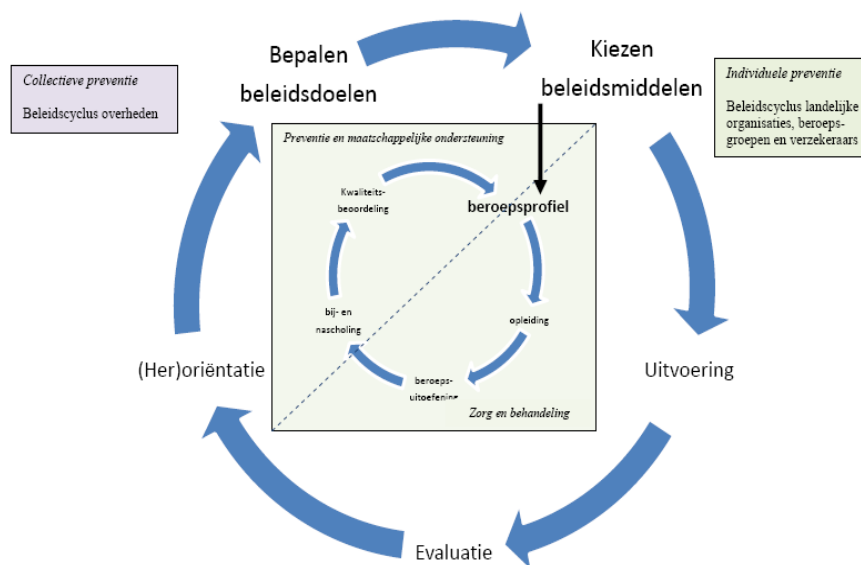 Bepalen
beleidsdoelen
Kiezen
beleidsmiddelen
Collectieve preventie
Beleidscyclus overheden
Individuele preventie
Beleidscyclus landelijke
organisaties, beroeps-
groepen en verzekeraars
Preventie en maatschappelijke ondersteuning
Kwaliteits-
beoordeling
beroepsprofiel
bij- en
nascholing
opleiding
beroeps-
uitoefening
Zorg en behandeling
(Her)oriëntatie
Uitvoering
Evaluatie